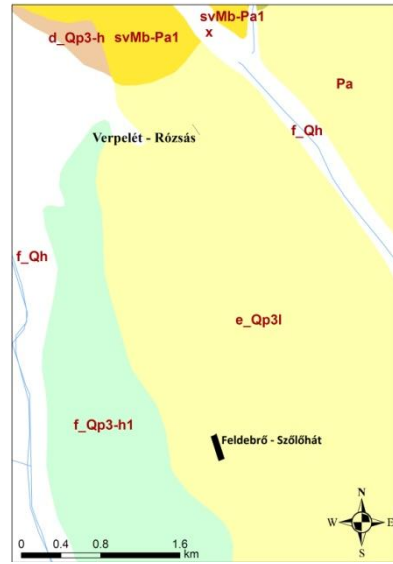 svMb-Pa1
d_Qp3-h svMb-Pa1
x
Pa
f_Qh
Verpelét - Rózsás
f_Qh
e_Qp3l
f_Qp3-h1
Feldebrő - Szőlőhát
N
W E
S
0 0.4 0.8 1.6
km